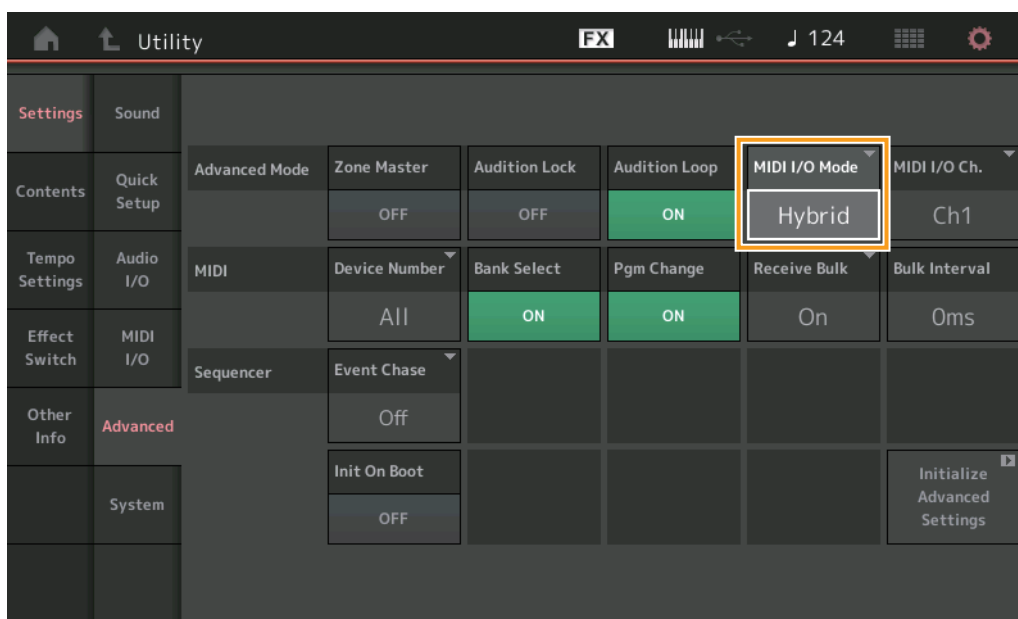 Utility
FX
♩ 124
Settings
Sound
Contents
Quick
Setup
Tempo
Settings
Audio
I/O
Effect
Switch
MIDI
I/O
Other
Info
Advanced
System
Advanced Mode
Zone Master
OFF
Audition Lock
OFF
Audition Loop
ON
MIDI I/O Mode
Hybrid
MIDI I/O Ch.
Ch1
MIDI
Device Number
All
Bank Select
ON
Pgm Change
ON
Receive Bulk
On
Bulk Interval
0ms
Sequencer
Event Chase
Off
Init On Boot
OFF
Initialize
Advanced
Settings